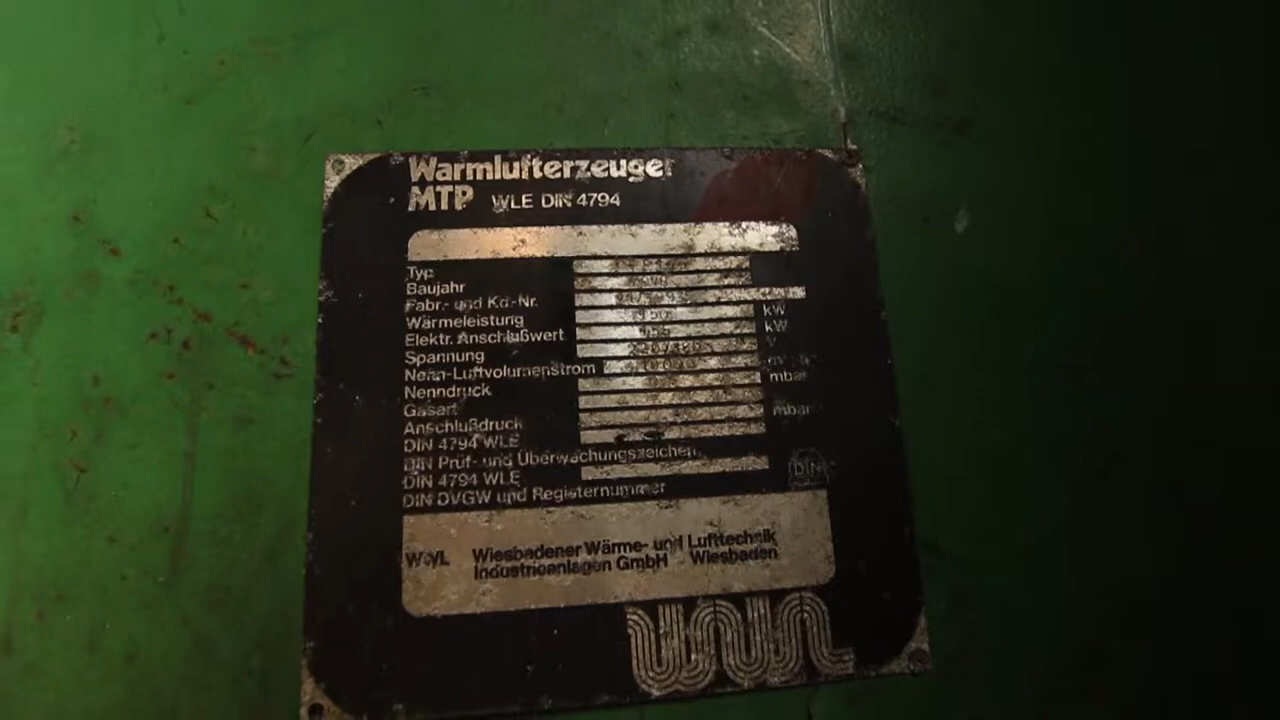 Warmlufterzeuger
MTP WLE DIN 4794
Typ
Baujahr
Fabr.- und Kd.-Nr.
Wärmeleistung kW
Elektr. Anschlußwert kW
Spannung V
Nenn-Luftvolumenstrom
Nenndruck mbar
Gasart
Anschlußdruck mbar
DIN 4794 WLE
DIN Prüf- und Überwachungszeichen
DIN 4794 WLE
DIN DVGW und Registernummer
DIN
WWL Wiesbadener Wärme- und Lufttechnik
Industrieanlagen GmbH Wiesbaden
WWL